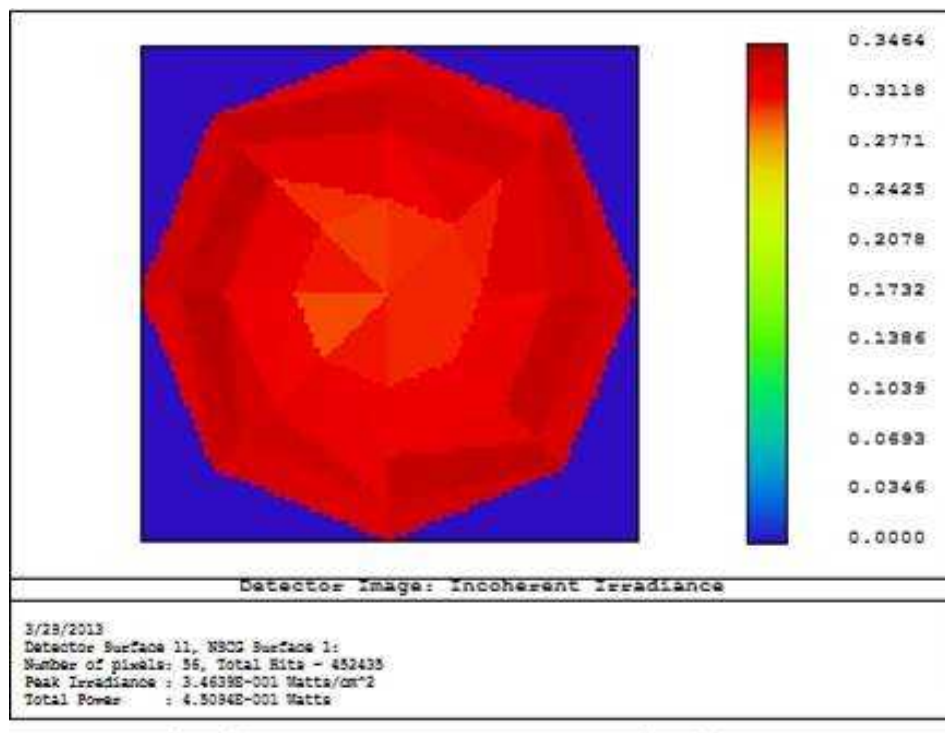 0.3464
0.3118
0.2771
0.2425
0.2078
0.1732
0.1386
0.1039
0.0693
0.0346
0.0000
Detector Image: Incoherent Irradiance
3/29/2013
Detector Surface 11, NSCG Surface 1:
Number of pixels: 56, Total Hits = 452435
Peak Irradiance : 3.4639E-001 Watts/cm^2
Total Power : 4.5094E-001 Watts